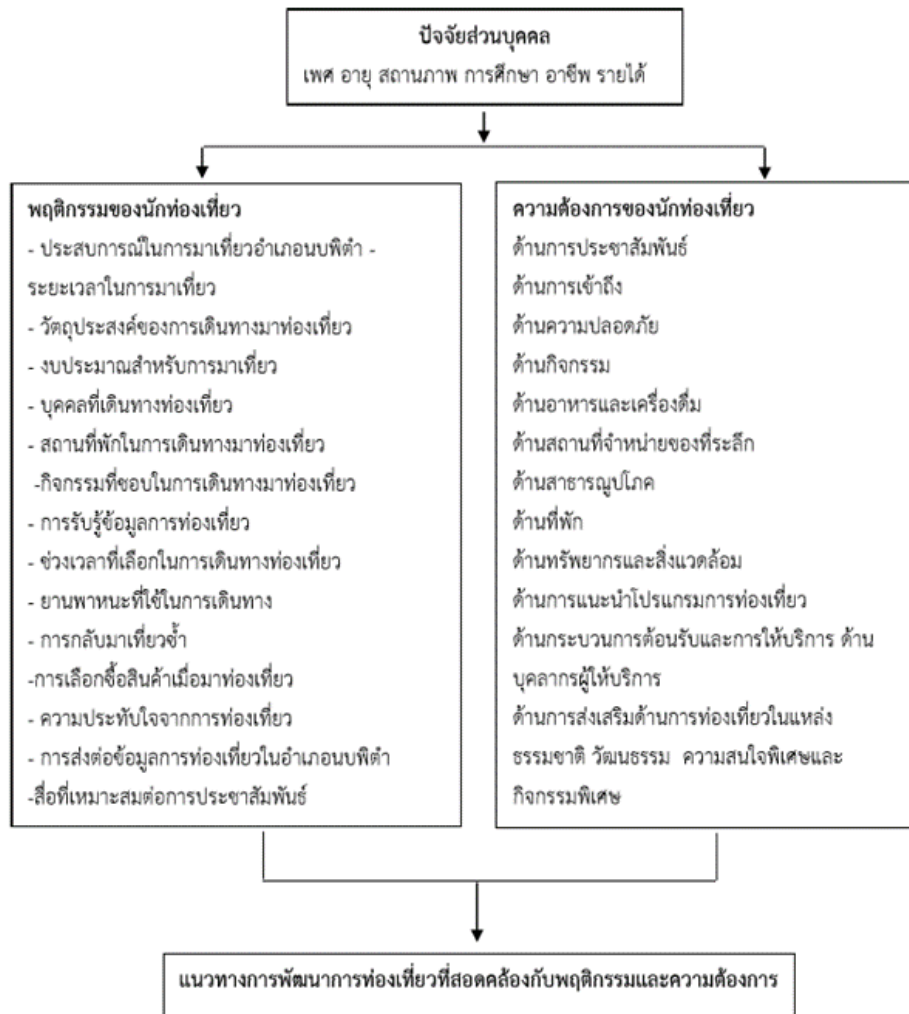 ปัจจัยส่วนบุคคล
เพศ อายุ สถานภาพ การศึกษา อาชีพ รายได้
พฤติกรรมของนักท่องเที่ยว
- ประสบการณ์ในการมาเที่ยวอำเภอนบพิตำ -
ระยะเวลาในการมาเที่ยว
- วัตถุประสงค์ของการเดินทางมาท่องเที่ยว
- งบประมาณสำหรับการมาเที่ยว
- บุคคลที่เดินทางท่องเที่ยว
- สถานที่พักในการเดินทางมาท่องเที่ยว
-กิจกรรมที่ชอบในการเดินทางมาท่องเที่ยว
- การรับรู้ข้อมูลการท่องเที่ยว
- ช่วงเวลาที่เลือกในการเดินทางท่องเที่ยว
- ยานพาหนะที่ใช้ในการเดินทาง
- การกลับมาเที่ยวซ้ำ
-การเลือกซื้อสินค้าเมื่อมาท่องเที่ยว
- ความประทับใจจากการท่องเที่ยว
- การส่งต่อข้อมูลการท่องเที่ยวในอำเภอนบพิตำ
-สื่อที่เหมาะสมต่อการประชาสัมพันธ์
ความต้องการของนักท่องเที่ยว
ด้านการประชาสัมพันธ์
ด้านการเข้าถึง
ด้านความปลอดภัย
ด้านกิจกรรม
ด้านอาหารและเครื่องดื่ม
ด้านสถานที่จำหน่ายของที่ระลึก
ด้านสาธารณูปโภค
ด้านที่พัก
ด้านทรัพยากรและสิ่งแวดล้อม
ด้านการแนะนำโปรแกรมการท่องเที่ยว
ด้านกระบวนการต้อนรับและการให้บริการ ด้าน
บุคลากรผู้ให้บริการ
ด้านการส่งเสริมด้านการท่องเที่ยวในแหล่ง
ธรรมชาติ วัฒนธรรม ความสนใจพิเศษและ
กิจกรรมพิเศษ
แนวทางการพัฒนาการท่องเที่ยวที่สอดคล้องกับพฤติกรรมและความต้องการ